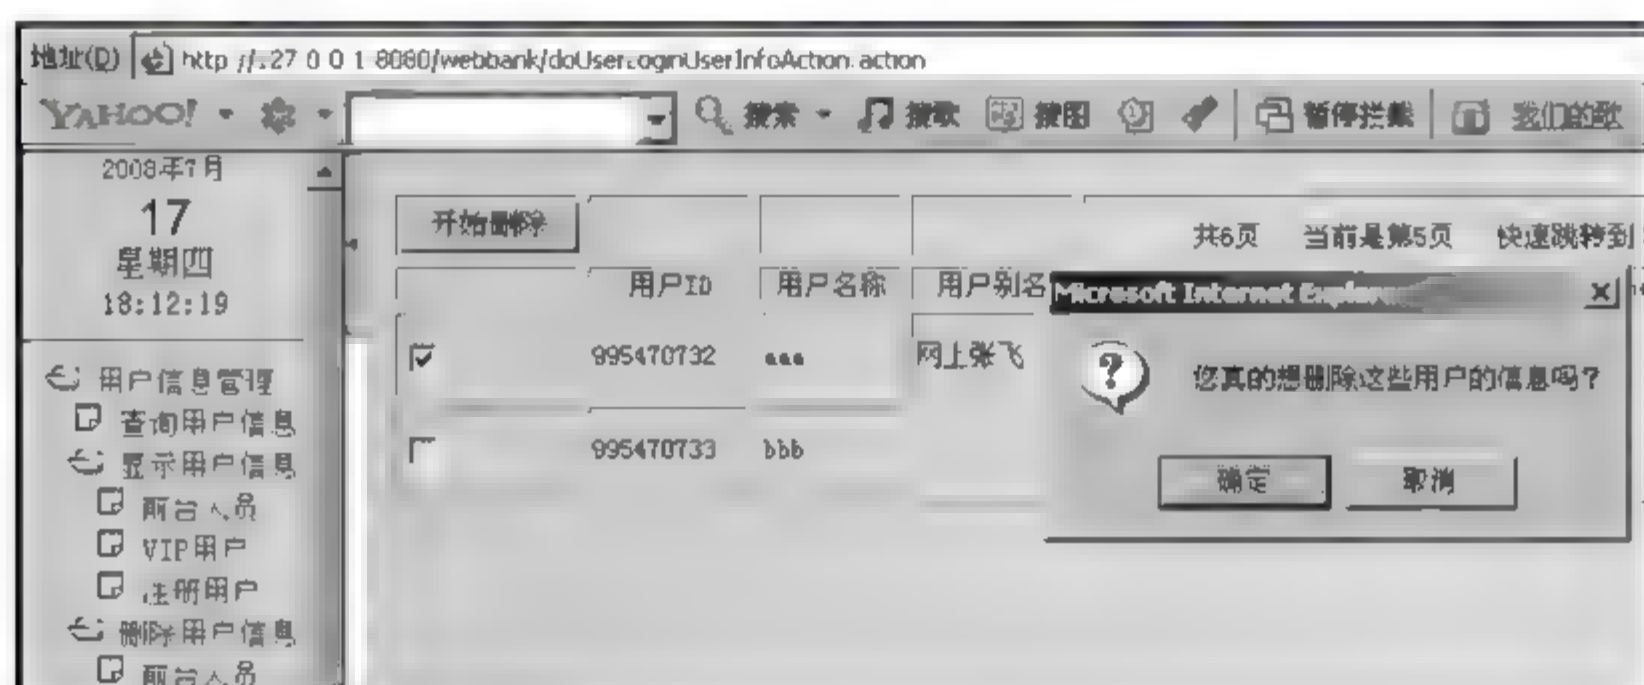 地址(D) http //.27 0 0 1 8080/webbank/doUserLoginUserInfoAction.action
YAHOO! 搜索 搜歌 搜图 暂停拦截 我们的歌
2008年7月
17
星期四
18:12:19
用户信息管理
查询用户信息
显示用户信息
前台人员
VIP用户
注册用户
删除用户信息
前台人员
开始删除 共6页 当前是第5页 快速跳转到
用户ID 用户名称 用户别名
995470732 aaa 网上张飞
995470733 bbb
Microsoft Internet Explorer
您真的想删除这些用户的信息吗?
确定 取消